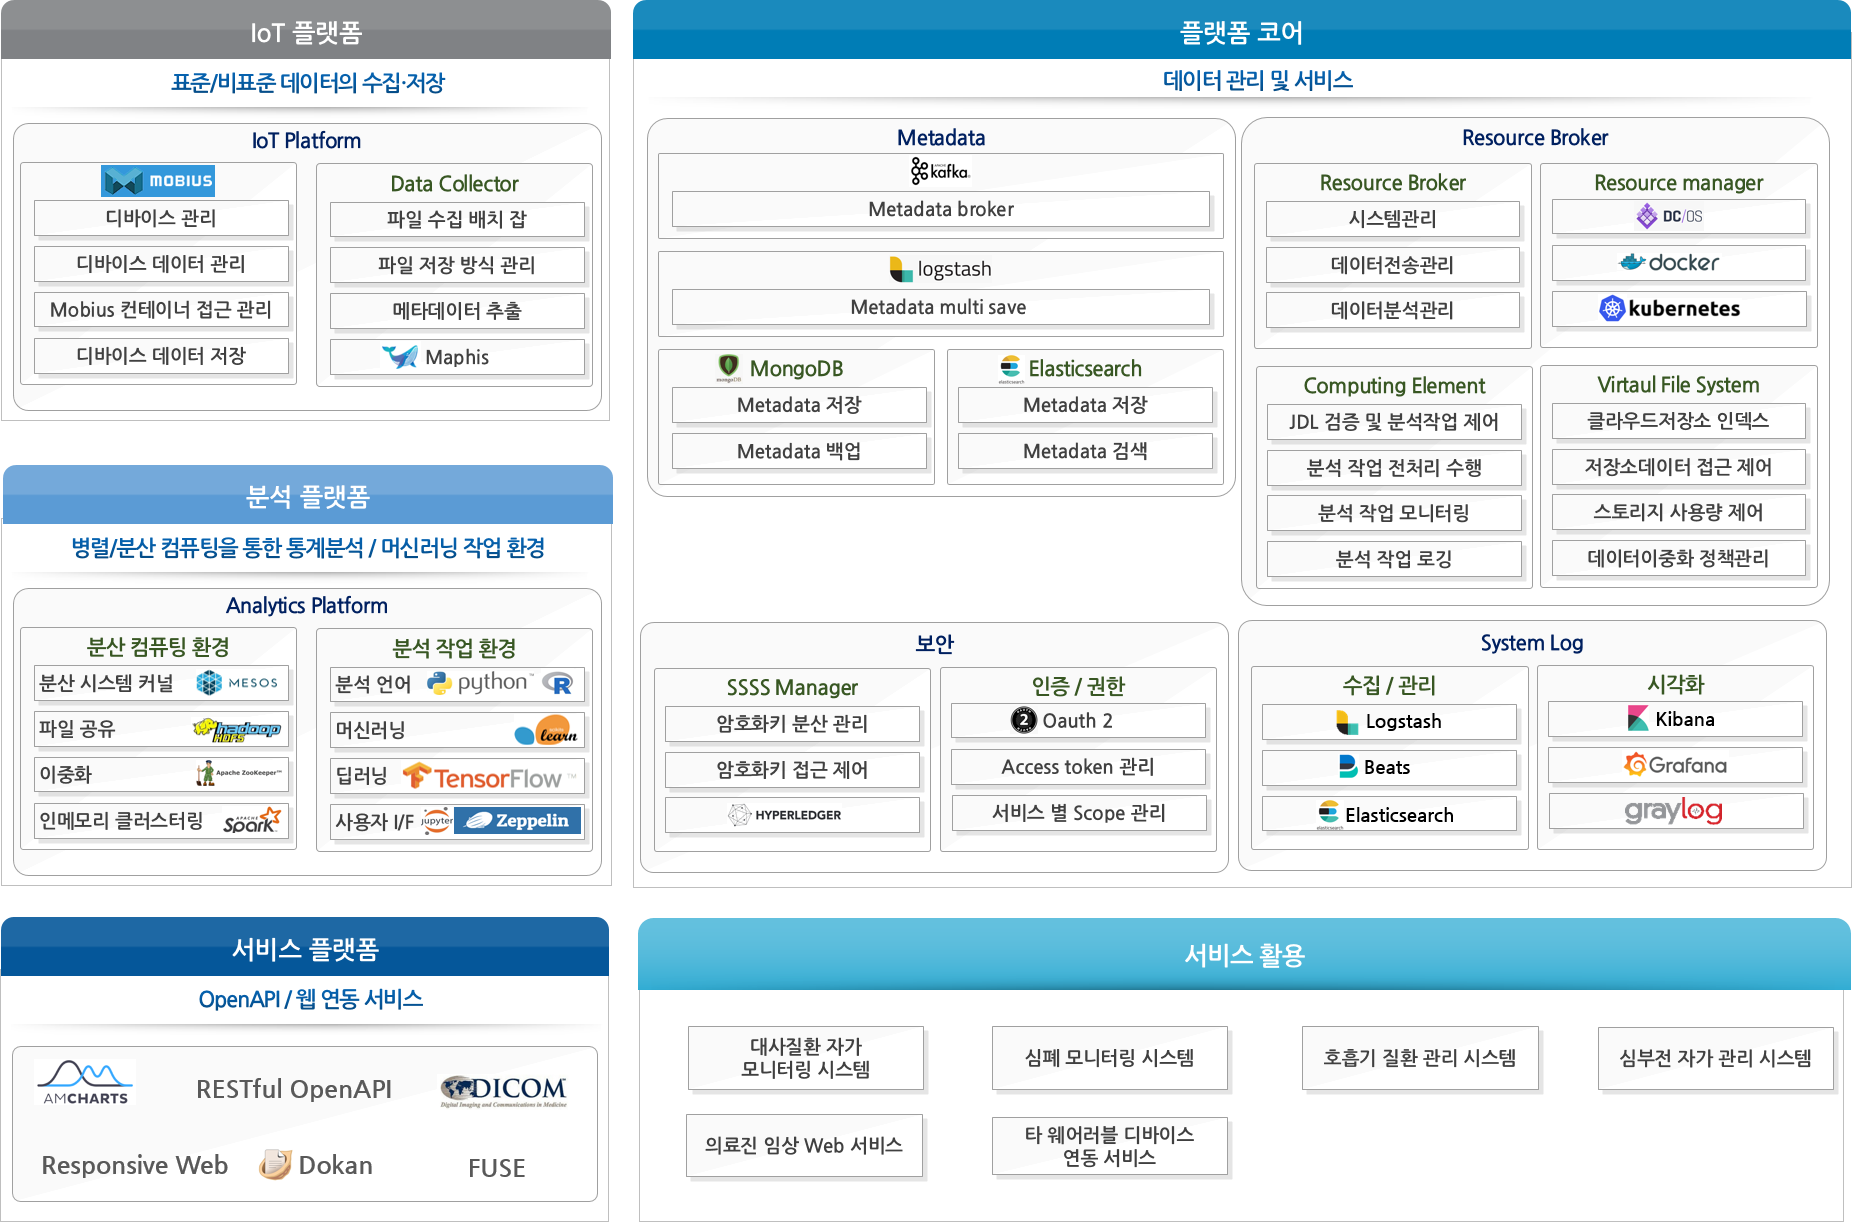 IoT 플랫폼
표준/비표준 데이터의 수집·저장
IoT Platform
MOBIUS
디바이스 관리
디바이스 데이터 관리
Mobius 컨테이너 접근 관리
디바이스 데이터 저장
Data Collector
파일 수집 배치 잡
파일 저장 방식 관리
메타데이터 추출
Maphis
플랫폼 코어
데이터 관리 및 서비스
Metadata
kafka
Metadata broker
logstash
Metadata multi save
mongoDB
MongoDB
Metadata 저장
Metadata 백업
elasticsearch
Elasticsearch
Metadata 저장
Metadata 검색
Resource Broker
Resource Broker
시스템관리
데이터전송관리
데이터분석관리
Resource manager
DC/OS
docker
kubernetes
Computing Element
JDL 검증 및 분석작업 제어
분석 작업 전처리 수행
분석 작업 모니터링
분석 작업 로깅
Virtaul File System
클라우드저장소 인덱스
저장소데이터 접근 제어
스토리지 사용량 제어
데이터이중화 정책관리
보안
SSSS Manager
암호화키 분산 관리
암호화키 접근 제어
HYPERLEDGER
인증 / 권한
2 Oauth 2
Access token 관리
서비스 별 Scope 관리
System Log
수집 / 관리
Logstash
Beats
elasticsearch
Elasticsearch
시각화
Kibana
Grafana
graylog
분석 플랫폼
병렬/분산 컴퓨팅을 통한 통계분석 / 머신러닝 작업 환경
Analytics Platform
분산 컴퓨팅 환경
분산 시스템 커널 MESOS
파일 공유 hadoop HDFS
이중화 Apache ZooKeeper™
인메모리 클러스터링 APACHE Spark
분석 작업 환경
분석 언어 python™ R
머신러닝 learn
딥러닝 TensorFlow™
사용자 I/F jupyter Zeppelin
서비스 플랫폼
OpenAPI / 웹 연동 서비스
AMCHARTS
RESTful OpenAPI
DICOM
Digital Imaging and Communications in Medicine
Responsive Web
Dokan
FUSE
서비스 활용
대사질환 자가
모니터링 시스템
심폐 모니터링 시스템
호흡기 질환 관리 시스템
심부전 자가 관리 시스템
의료진 임상 Web 서비스
타 웨어러블 디바이스
연동 서비스